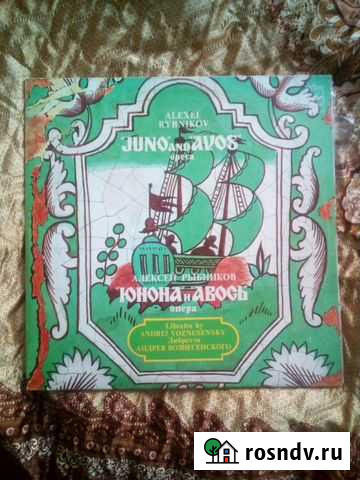 ALEXEI
RYBNIKOV
JUNO AND AVOS'
opera
АЛЕКСЕЙ РЫБНИКОВ
ЮНОНА И АВОСЬ
опера
Libretto by
ANDREI VOZNESENSKY
Либретто
АНДРЕЯ ВОЗНЕСЕНСКОГО
rosndv.ru